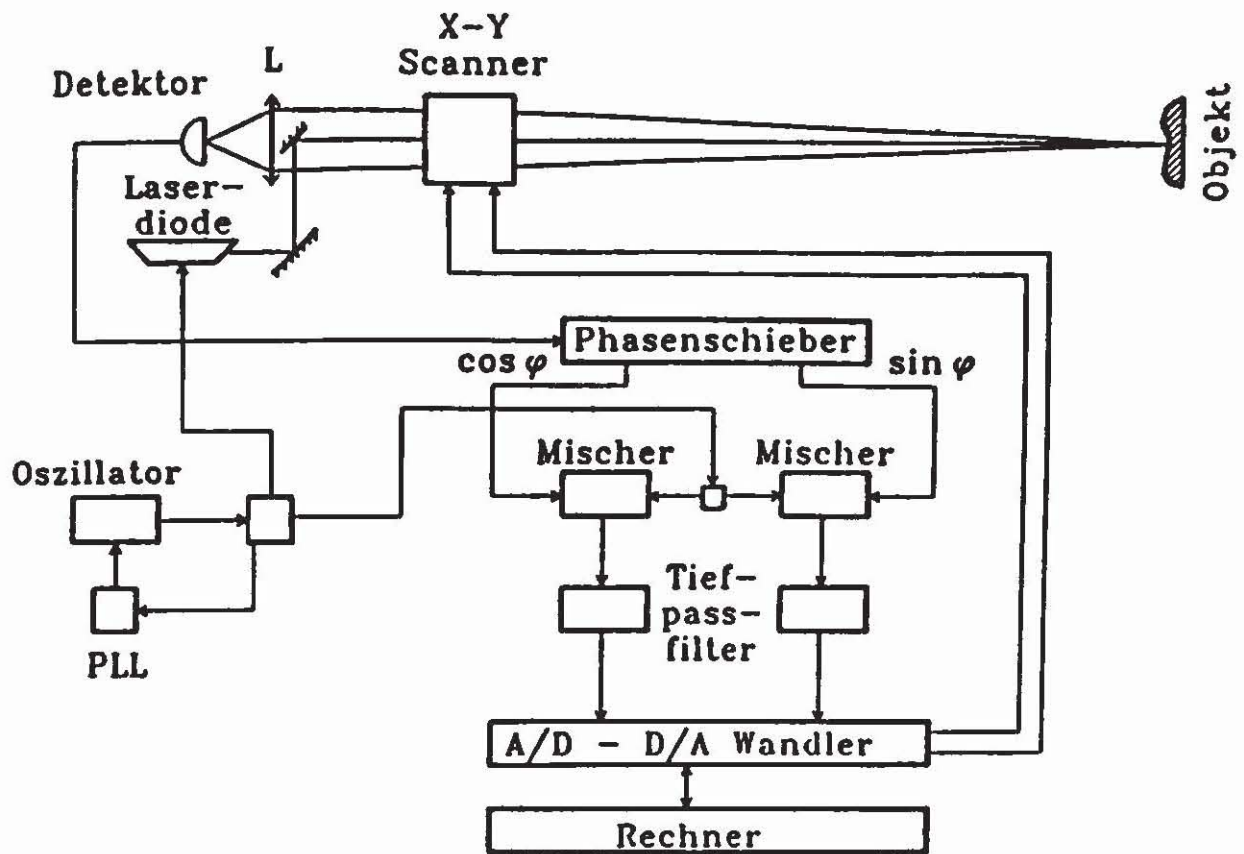 X-Y
Scanner
L
Detektor
Objekt
Laser-
diode
Phasenschieber
cos φ
sin φ
Mischer
Mischer
Oszillator
Tief-
pass-
filter
PLL
A/D - D/A Wandler
Rechner